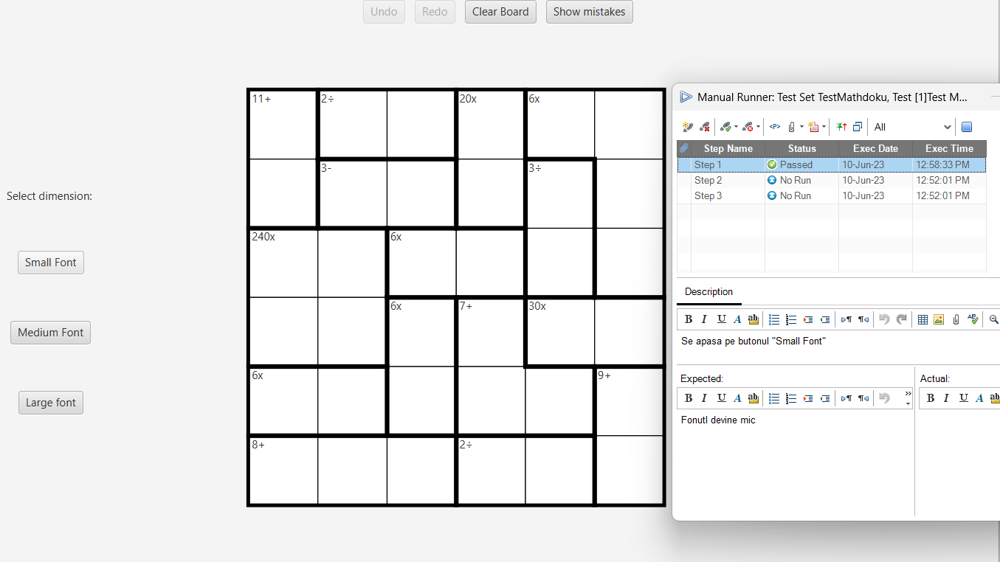 Undo Redo Clear Board Show mistakes
11+ 2÷ 20x 6x
3- 3÷
Select dimension:
240x 6x
Small Font
6x 7+ 30x
Medium Font
6x 9+
Large font
8+ 2÷
Manual Runner: Test Set TestMathdoku, Test [1]Test M...
<P> All
Step Name Status Exec Date Exec Time
Step 1 Passed 10-Jun-23 12:58:33 PM
Step 2 No Run 10-Jun-23 12:52:01 PM
Step 3 No Run 10-Jun-23 12:52:01 PM
Description
B I U A ab
Se apasa pe butonul "Small Font"
Expected: Actual:
B I U A ab B I U A ab
Fonutl devine mic